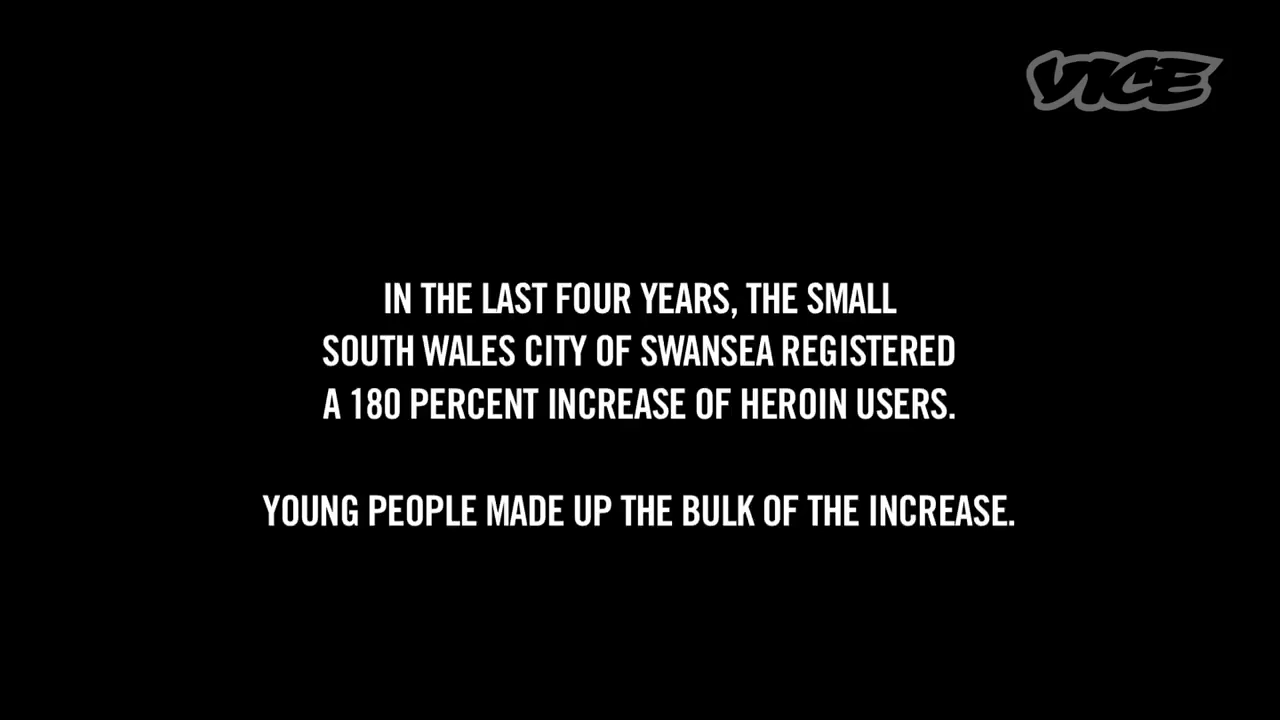 VICE
IN THE LAST FOUR YEARS, THE SMALL
SOUTH WALES CITY OF SWANSEA REGISTERED
A 180 PERCENT INCREASE OF HEROIN USERS.
YOUNG PEOPLE MADE UP THE BULK OF THE INCREASE.